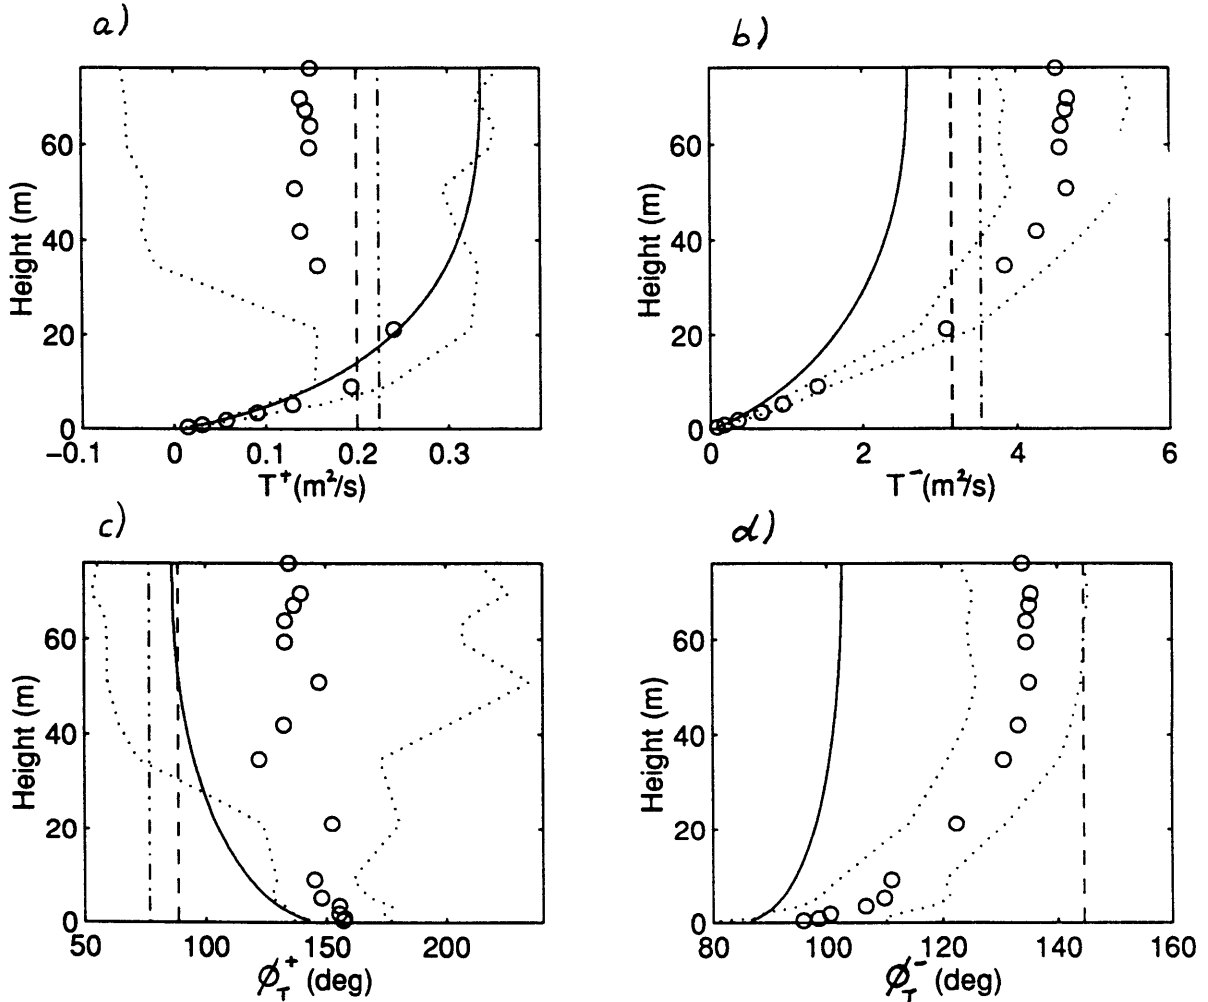 a)
b)
60
40
20
0
Height (m)
-0.1 0 0.1 0.2 0.3
T⁺(m²/s)
60
40
20
0
Height (m)
0 2 4 6
T⁻(m²/s)
c)
d)
60
40
20
0
Height (m)
50 100 150 200
ϕ_T⁺ (deg)
60
40
20
0
Height (m)
80 100 120 140 160
ϕ_T⁻ (deg)